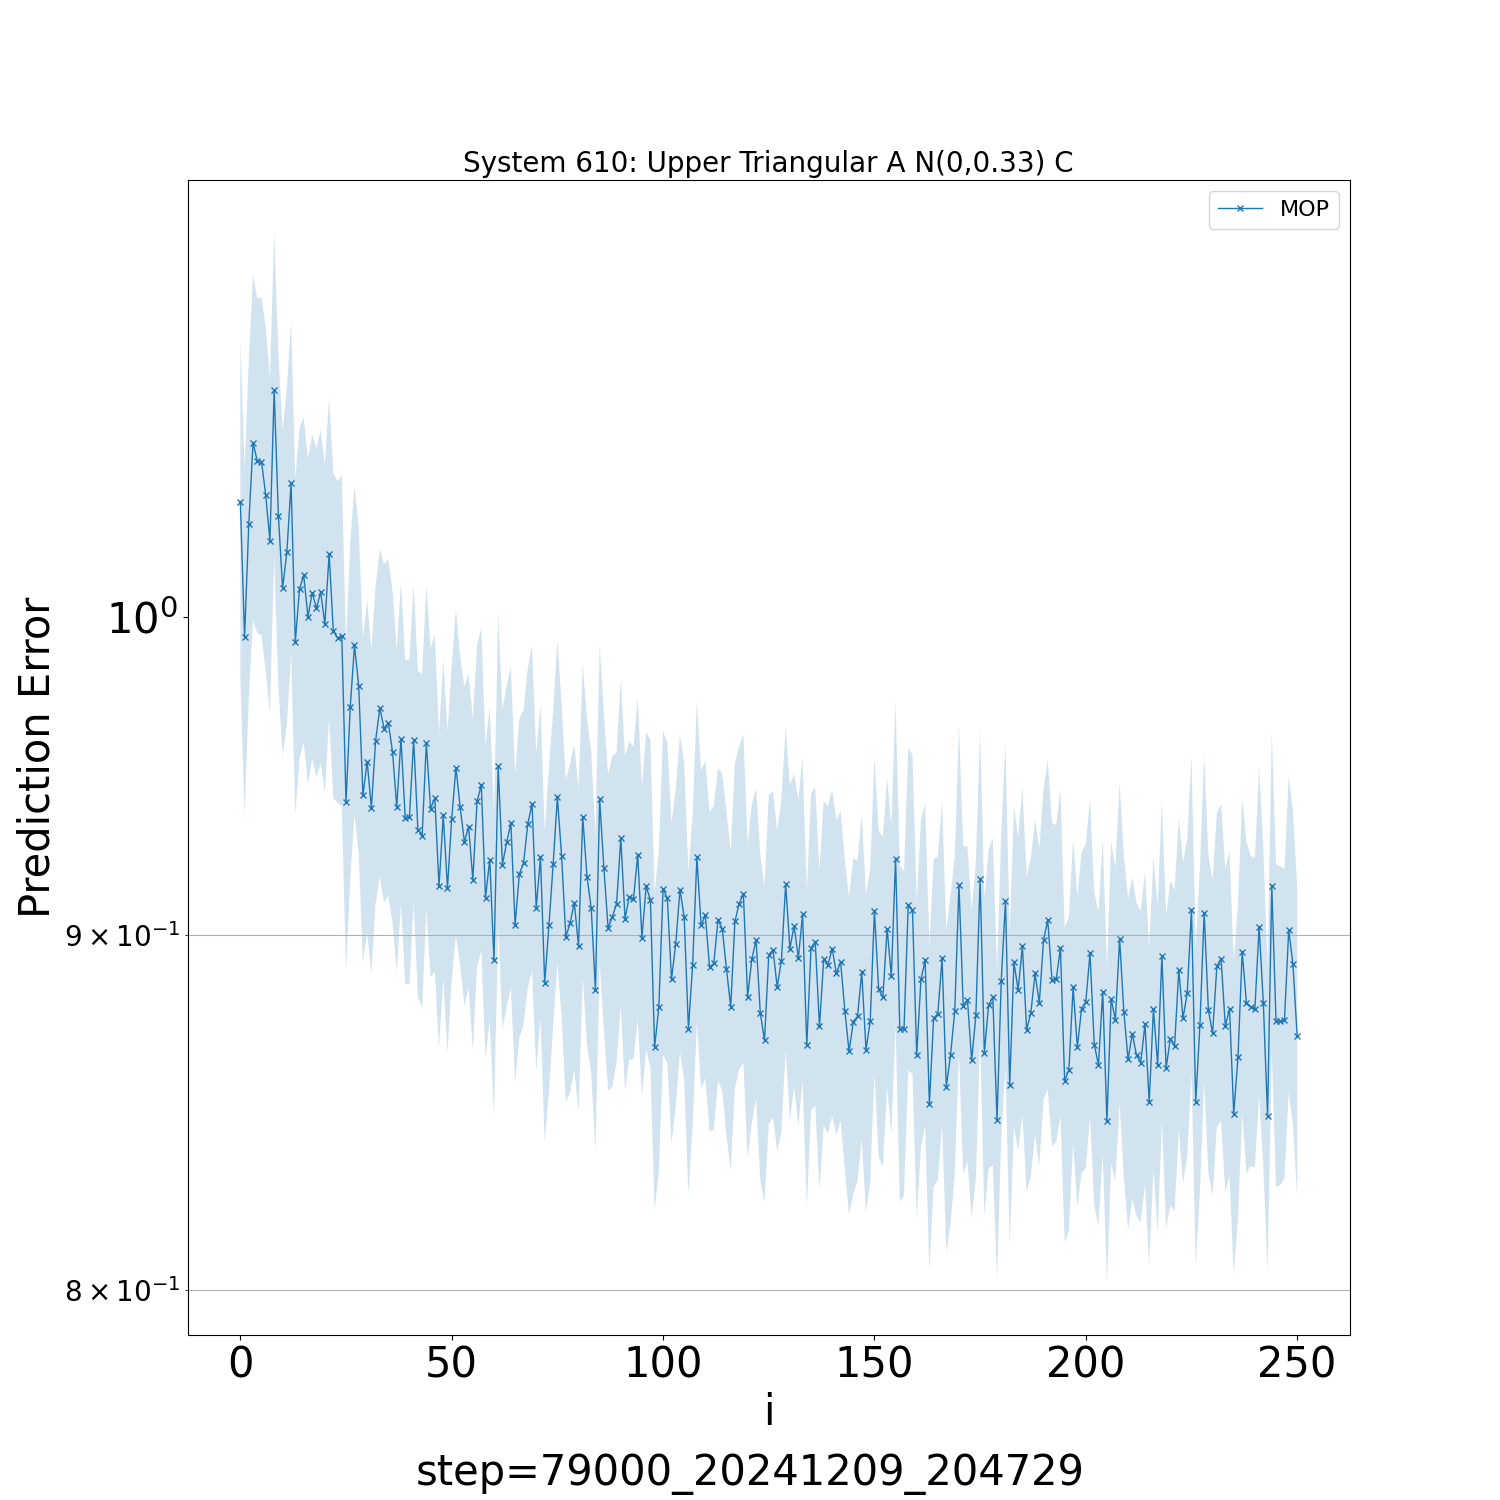 System 610: Upper Triangular A N(0,0.33) C
MOP
Prediction Error
10⁰
9 × 10⁻¹
8 × 10⁻¹
0 50 100 150 200 250
i
step=79000_20241209_204729